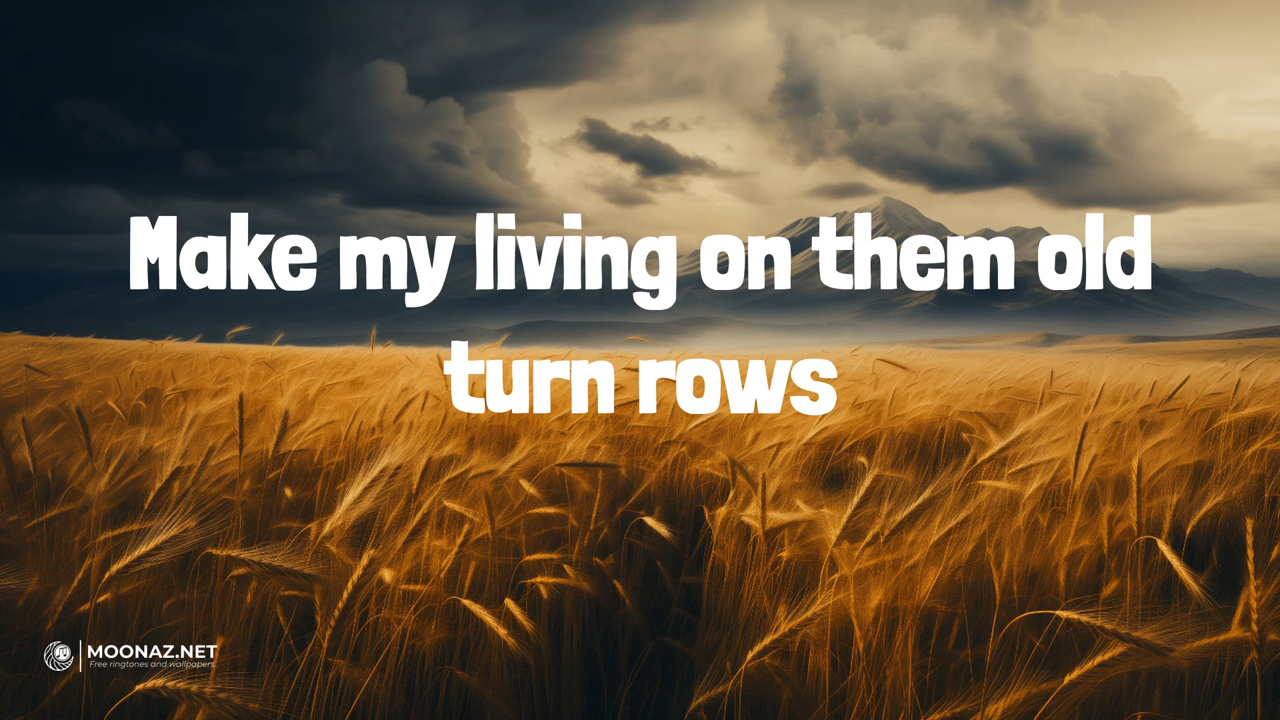 Make my living on them old
turn rows
MOONAZ.NET
Free ringtones and wallpapers